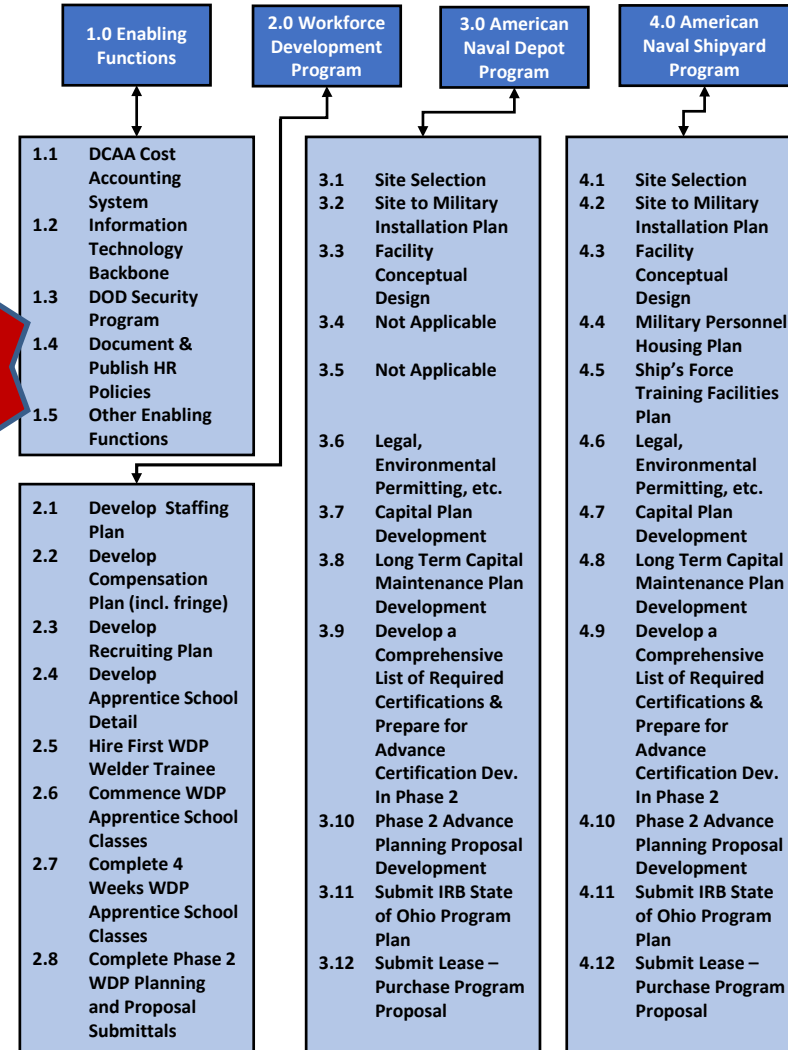 1.0 Enabling
Functions
2.0 Workforce
Development
Program
3.0 American
Naval Depot
Program
4.0 American
Naval Shipyard
Program
1.1 DCAA Cost
Accounting
System
1.2 Information
Technology
Backbone
1.3 DOD Security
Program
1.4 Document &
Publish HR
Policies
1.5 Other Enabling
Functions
2.1 Develop Staffing
Plan
2.2 Develop
Compensation
Plan (incl. fringe)
2.3 Develop
Recruiting Plan
2.4 Develop
Apprentice School
Detail
2.5 Hire First WDP
Welder Trainee
2.6 Commence WDP
Apprentice School
Classes
2.7 Complete 4
Weeks WDP
Apprentice School
Classes
2.8 Complete Phase 2
WDP Planning
and Proposal
Submittals
3.1 Site Selection
3.2 Site to Military
Installation Plan
3.3 Facility
Conceptual
Design
3.4 Not Applicable
3.5 Not Applicable
3.6 Legal,
Environmental
Permitting, etc.
3.7 Capital Plan
Development
3.8 Long Term Capital
Maintenance Plan
Development
3.9 Develop a
Comprehensive
List of Required
Certifications &
Prepare for
Advance
Certification Dev.
In Phase 2
3.10 Phase 2 Advance
Planning Proposal
Development
3.11 Submit IRB State
of Ohio Program
Plan
3.12 Submit Lease –
Purchase Program
Proposal
4.1 Site Selection
4.2 Site to Military
Installation Plan
4.3 Facility
Conceptual
Design
4.4 Military Personnel
Housing Plan
4.5 Ship's Force
Training Facilities
Plan
4.6 Legal,
Environmental
Permitting, etc.
4.7 Capital Plan
Development
4.8 Long Term Capital
Maintenance Plan
Development
4.9 Develop a
Comprehensive
List of Required
Certifications &
Prepare for
Advance
Certification Dev.
In Phase 2
4.10 Phase 2 Advance
Planning Proposal
Development
4.11 Submit IRB State
of Ohio Program
Plan
4.12 Submit Lease –
Purchase Program
Proposal